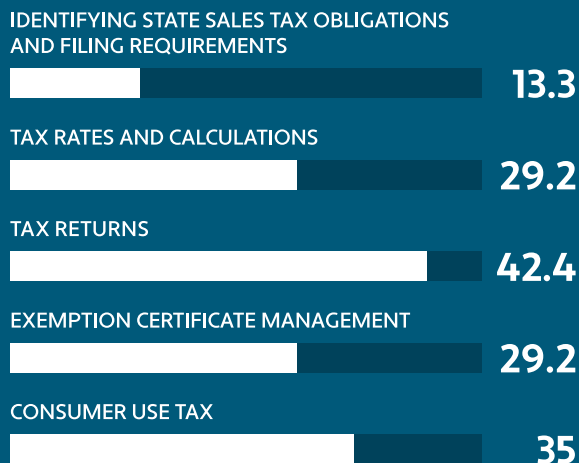 IDENTIFYING STATE SALES TAX OBLIGATIONS
AND FILING REQUIREMENTS
13.3
TAX RATES AND CALCULATIONS
29.2
TAX RETURNS
42.4
EXEMPTION CERTIFICATE MANAGEMENT
29.2
CONSUMER USE TAX
35